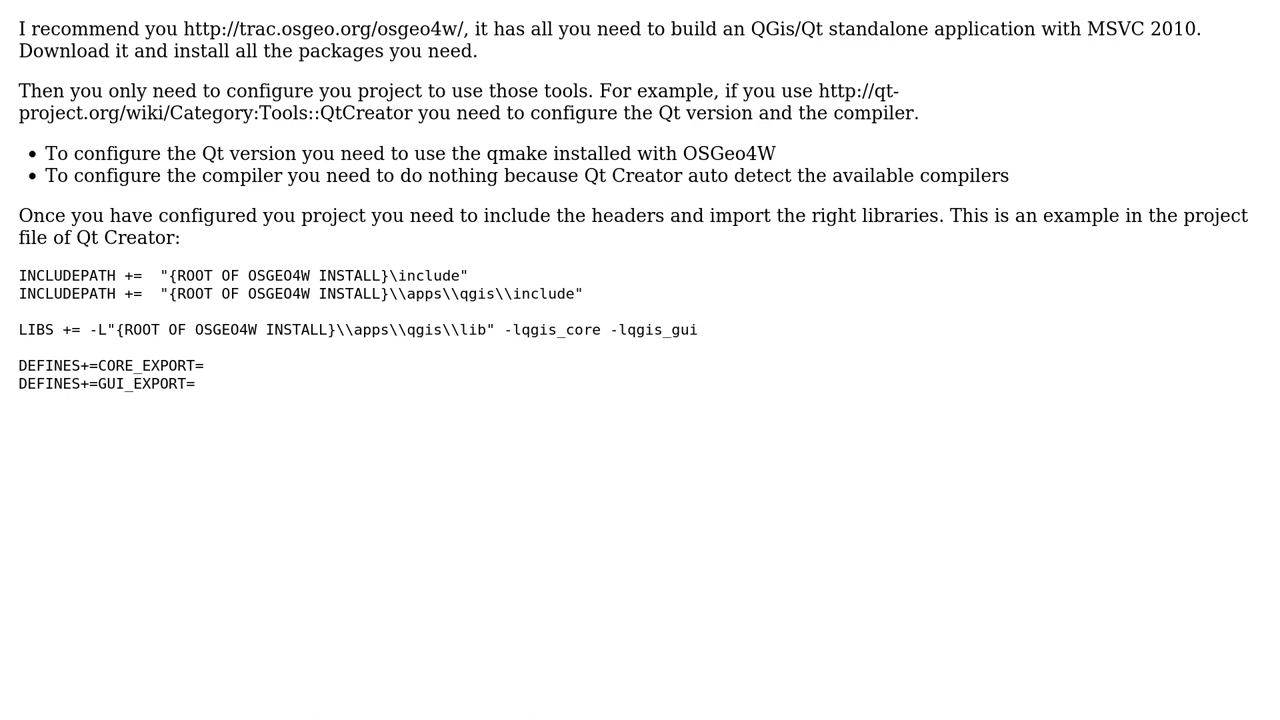 I recommend you http://trac.osgeo.org/osgeo4w/, it has all you need to build an QGis/Qt standalone application with MSVC 2010.
Download it and install all the packages you need.
Then you only need to configure you project to use those tools. For example, if you use http://qt-
project.org/wiki/Category:Tools::QtCreator you need to configure the Qt version and the compiler.
• To configure the Qt version you need to use the qmake installed with OSGeo4W
• To configure the compiler you need to do nothing because Qt Creator auto detect the available compilers
Once you have configured you project you need to include the headers and import the right libraries. This is an example in the project
file of Qt Creator:
INCLUDEPATH +=  "{ROOT OF OSGEO4W INSTALL}\include"
INCLUDEPATH +=  "{ROOT OF OSGEO4W INSTALL}\\apps\\qgis\\include"
LIBS += -L"{ROOT OF OSGEO4W INSTALL}\\apps\\qgis\\lib" -lqgis_core -lqgis_gui
DEFINES+=CORE_EXPORT=
DEFINES+=GUI_EXPORT=